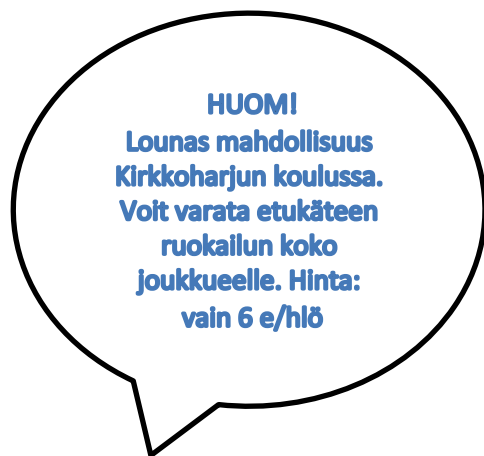 HUOM!
Lounas mahdollisuus
Kirkkoharjun koulussa.
Voit varata etukäteen
ruokailun koko
joukkueelle. Hinta:
vain 6 e/hlö